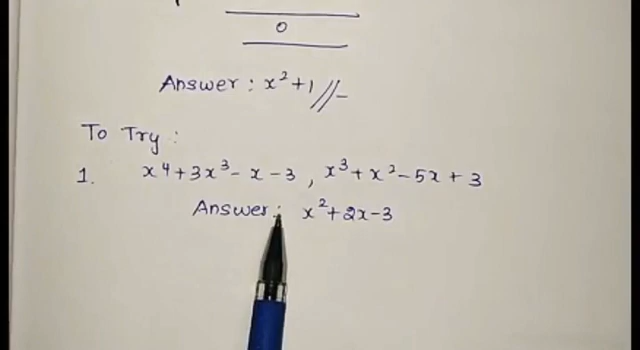 0
Answer : x²+1 //–
To Try :
1. x⁴+3x³– x –3 , x³+x²–5x+3
Answer : x²+2x–3